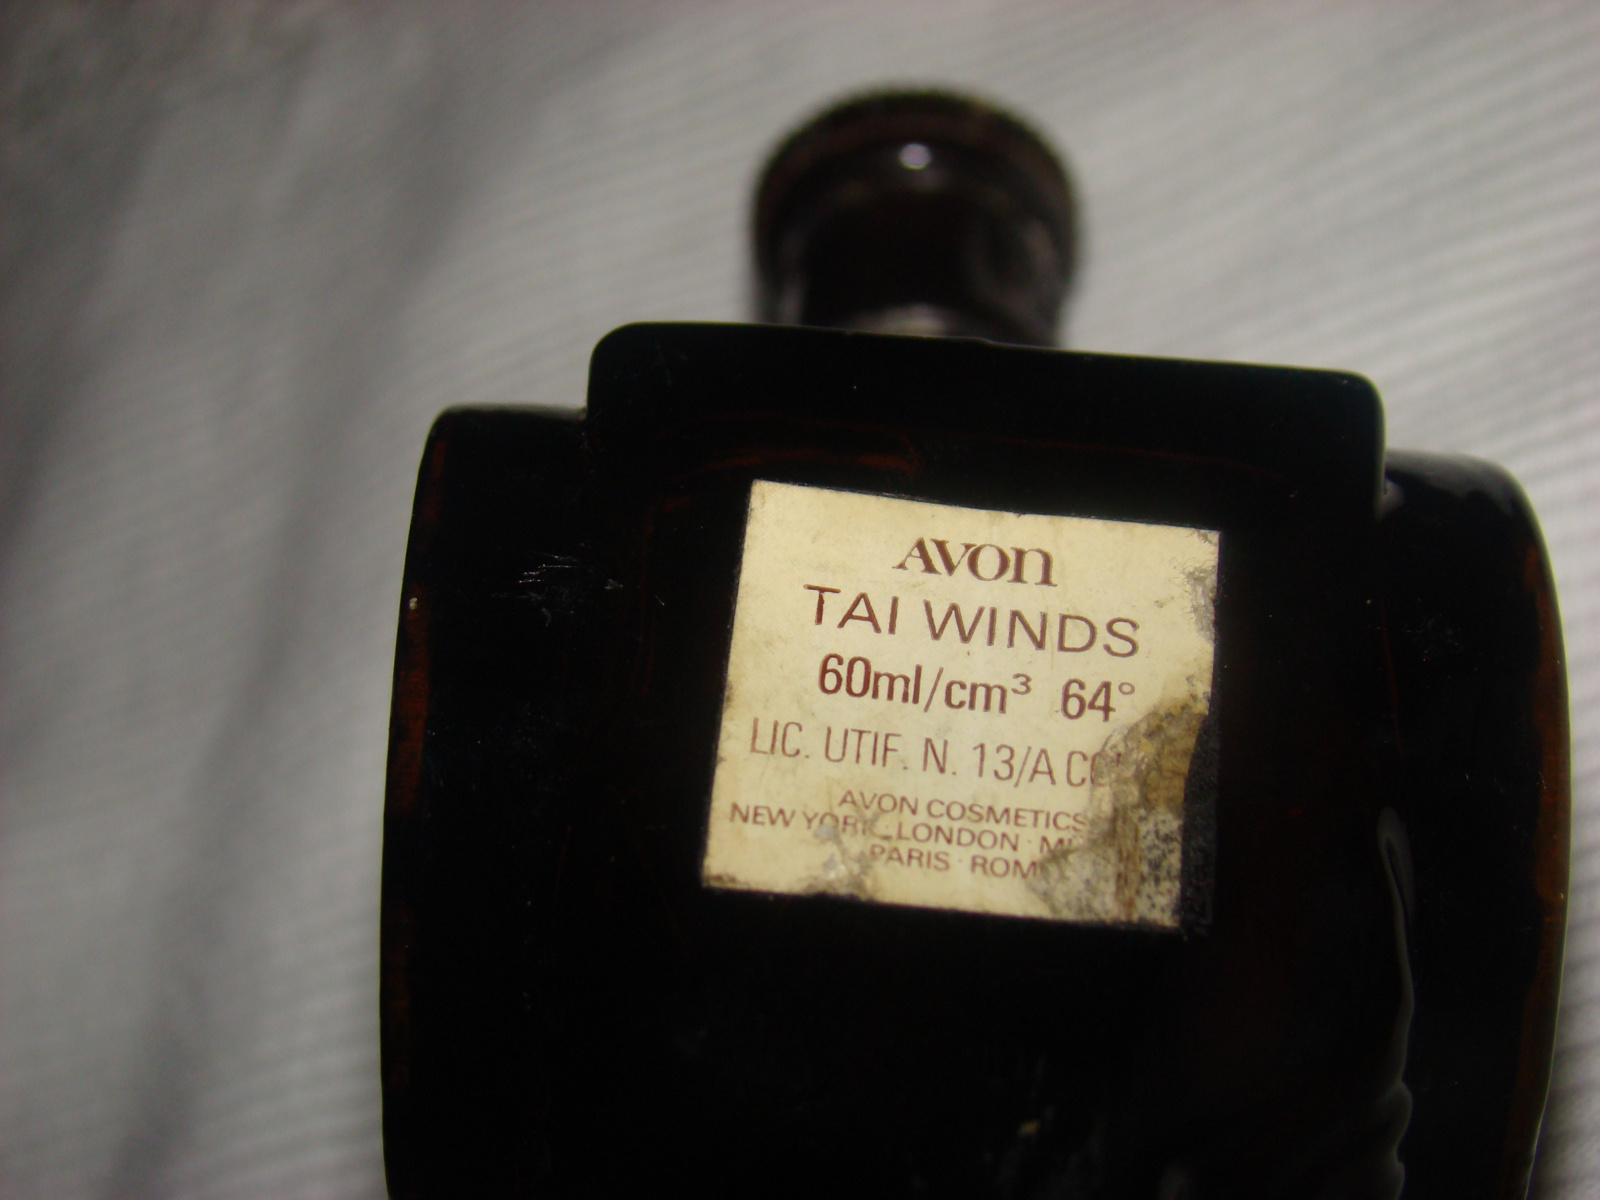 AVON
TAI WINDS
60ml/cm³ 64°
LIC. UTIF. N. 13/A
AVON COSMETICS
NEW YORK · LONDON ·
PARIS · ROM